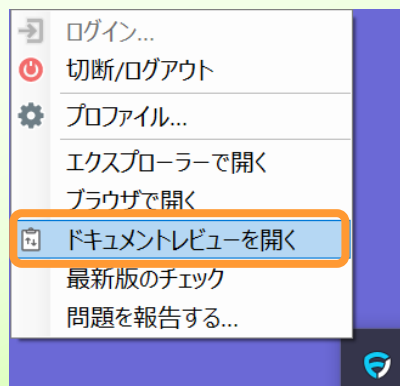 ログイン...
切断/ログアウト
プロファイル...
エクスプローラーで開く
ブラウザで開く
ドキュメントレビューを開く
最新版のチェック
問題を報告する...